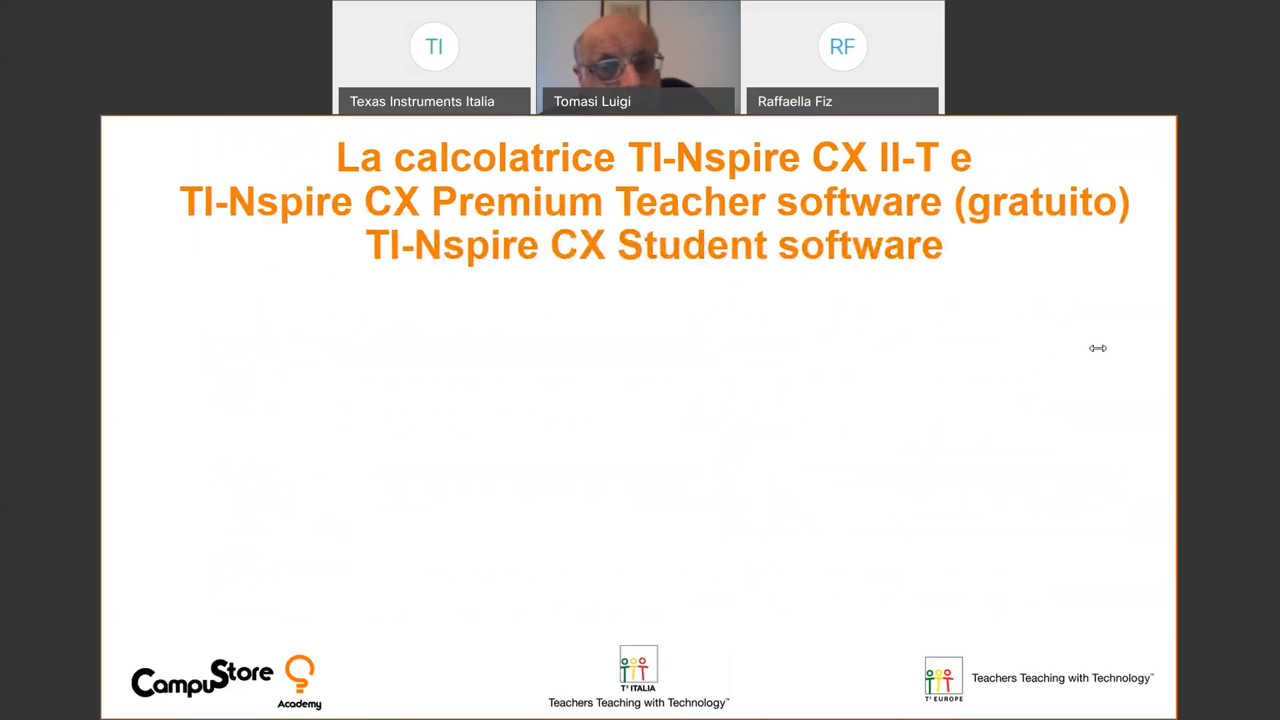 TI
RF
Texas Instruments Italia
Tomasi Luigi
Raffaella Fiz
La calcolatrice TI-Nspire CX II-T e
TI-Nspire CX Premium Teacher software (gratuito)
TI-Nspire CX Student software
CampuStore
Academy
T³ ITALIA
Teachers Teaching with Technology™
T³ EUROPE
Teachers Teaching with Technology™